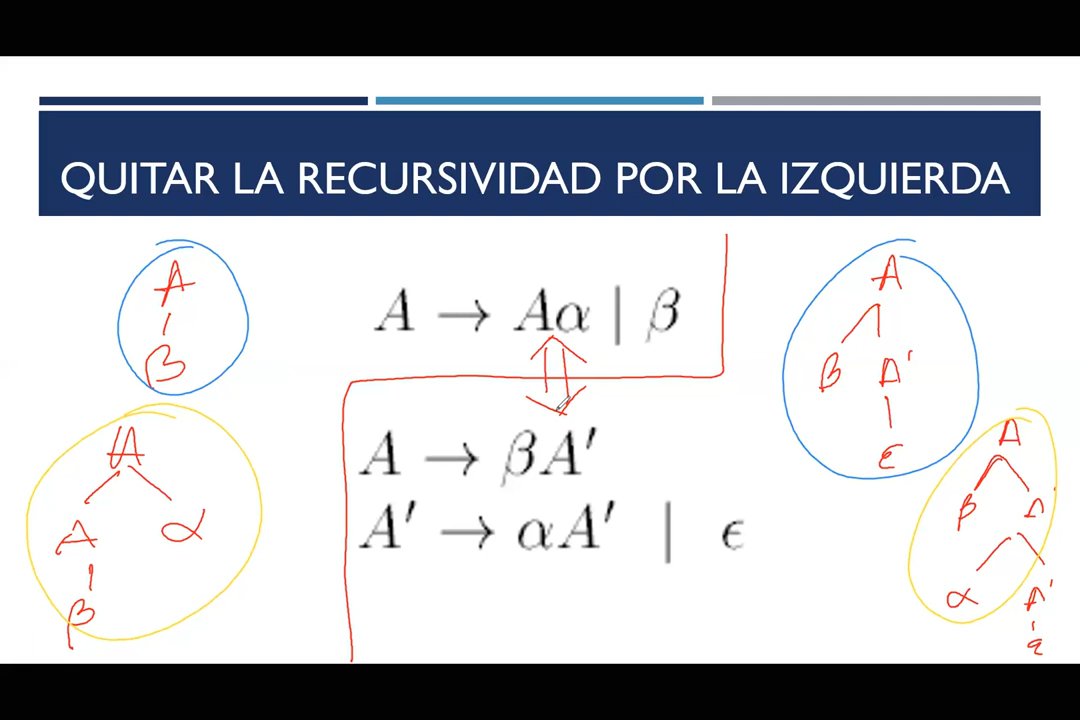 QUITAR LA RECURSIVIDAD POR LA IZQUIERDA
A → Aα | β
A → βA′
A′ → αA′ | ϵ
A
β
A
A α
β
A
β A'
ε
A
β A'
α A'
ε